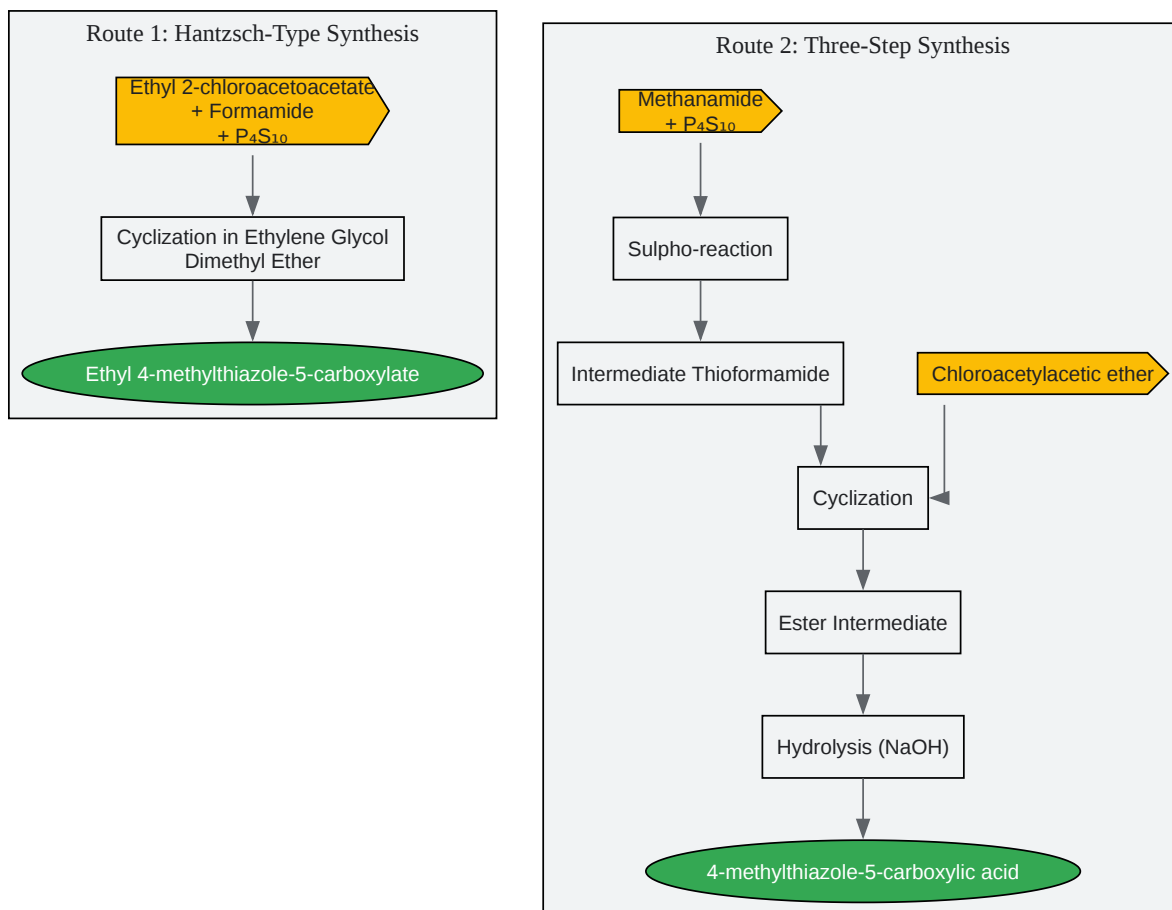 Route 1: Hantzsch-Type Synthesis
Ethyl 2-chloroacetoacetate
+ Formamide
+ P₄S₁₀
Cyclization in Ethylene Glycol
Dimethyl Ether
Ethyl 4-methylthiazole-5-carboxylate
Route 2: Three-Step Synthesis
Methanamide
+ P₄S₁₀
Sulpho-reaction
Intermediate Thioformamide
Chloroacetylacetic ether
Cyclization
Ester Intermediate
Hydrolysis (NaOH)
4-methylthiazole-5-carboxylic acid